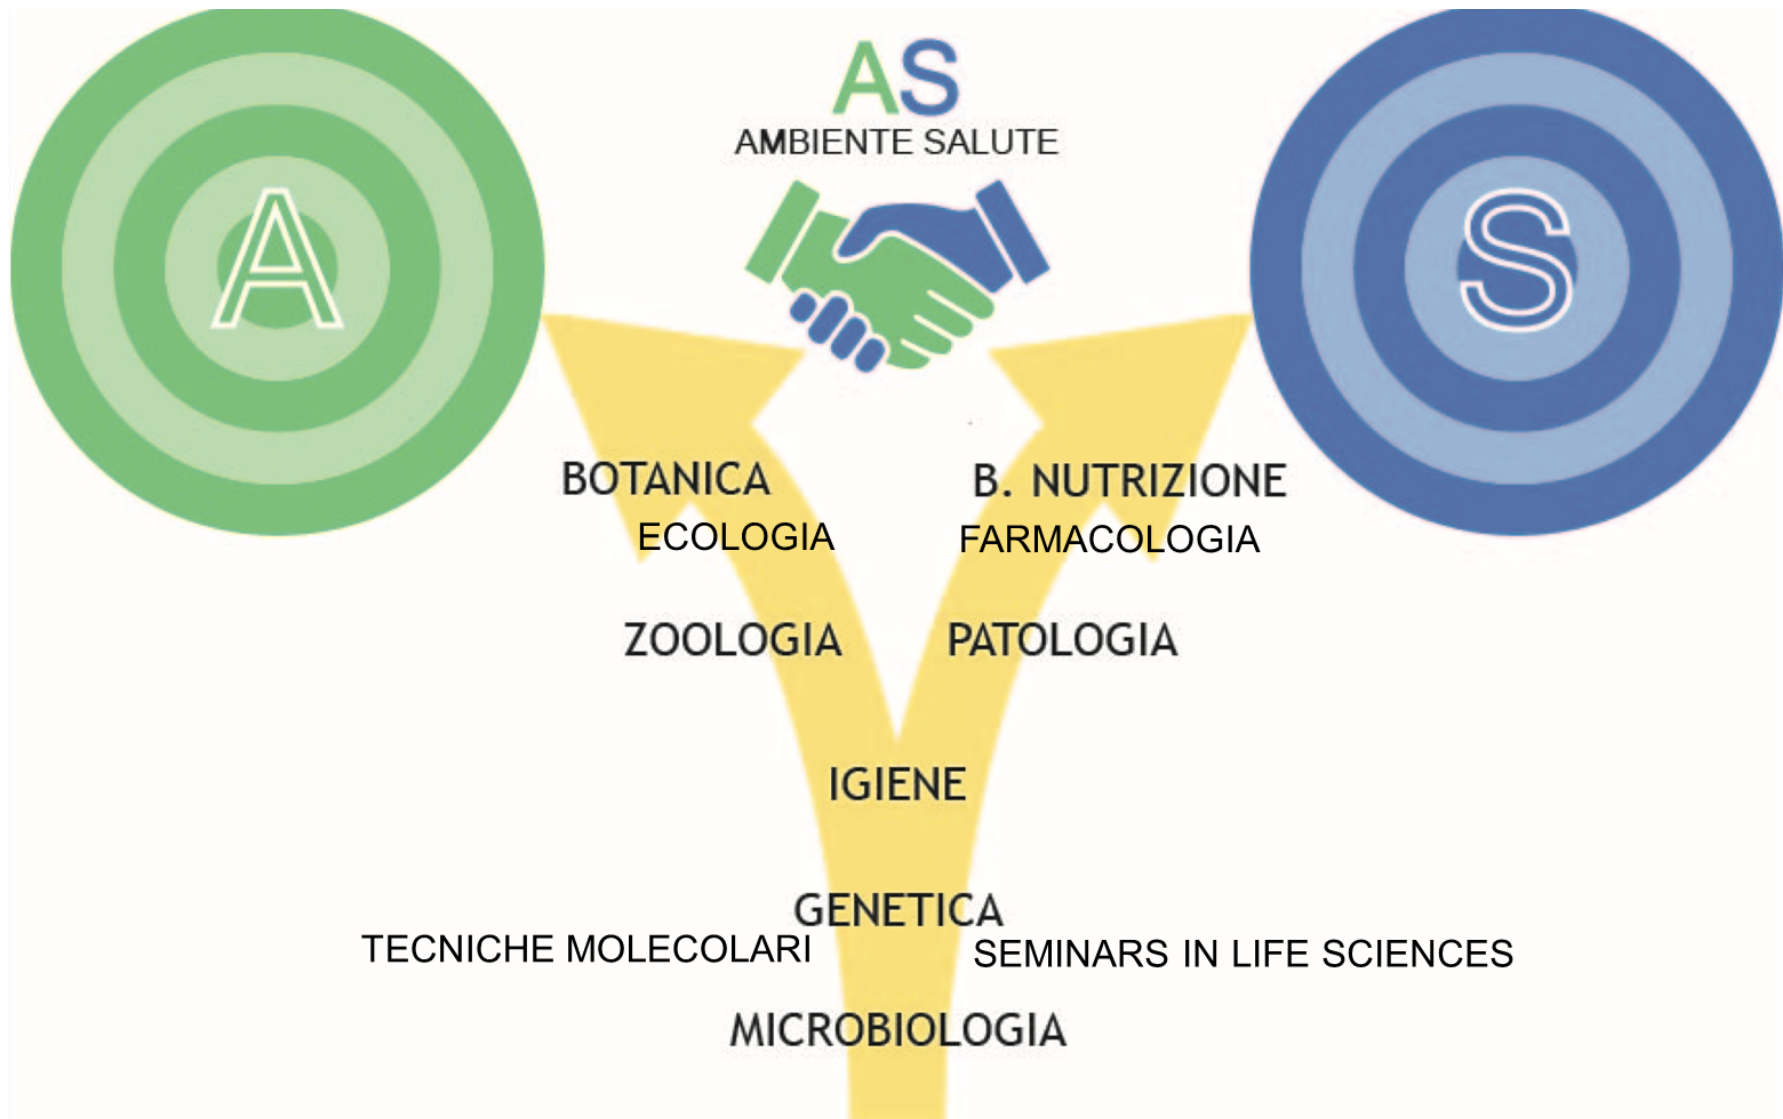 A
AS
AMBIENTE SALUTE
S
BOTANICA
B. NUTRIZIONE
ECOLOGIA
FARMACOLOGIA
ZOOLOGIA
PATOLOGIA
IGIENE
GENETICA
TECNICHE MOLECOLARI
SEMINARS IN LIFE SCIENCES
MICROBIOLOGIA